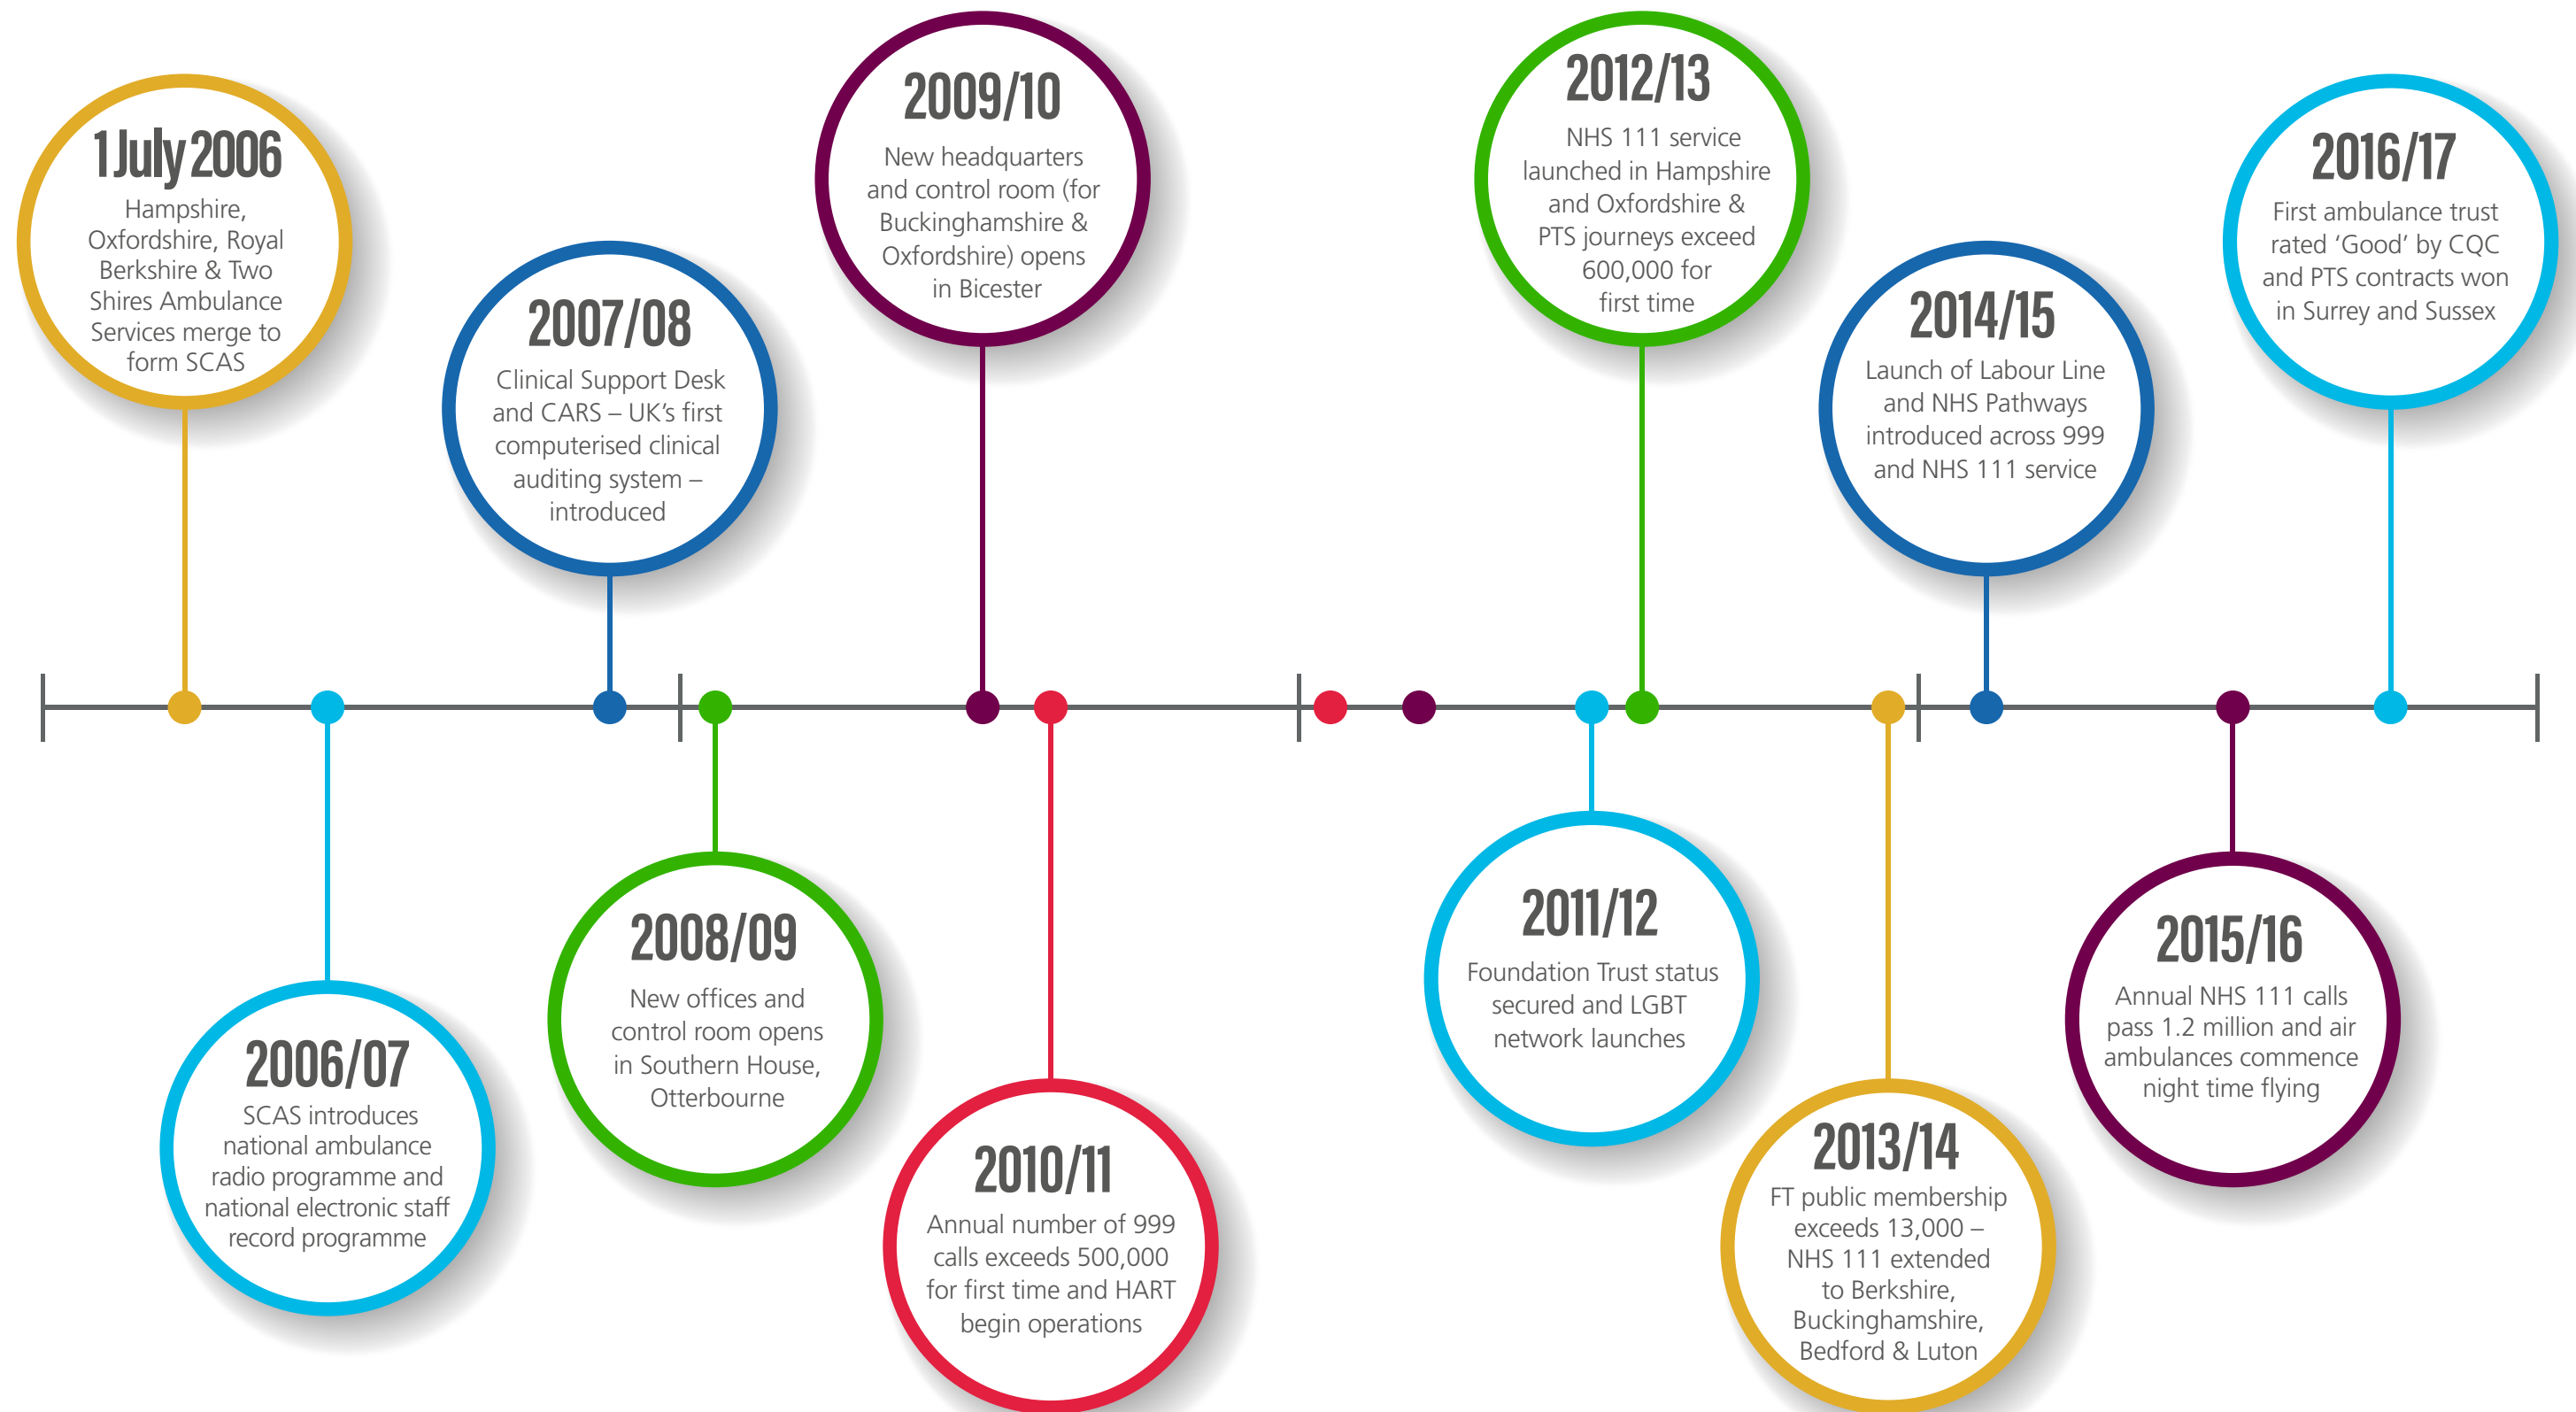 1 July 2006
Hampshire,
Oxfordshire, Royal
Berkshire & Two
Shires Ambulance
Services merge to
form SCAS
2006/07
SCAS introduces
national ambulance
radio programme and
national electronic staff
record programme
2007/08
Clinical Support Desk
and CARS – UK’s first
computerised clinical
auditing system –
introduced
2008/09
New offices and
control room opens
in Southern House,
Otterbourne
2009/10
New headquarters
and control room (for
Buckinghamshire &
Oxfordshire) opens
in Bicester
2010/11
Annual number of 999
calls exceeds 500,000
for first time and HART
begin operations
2011/12
Foundation Trust status
secured and LGBT
network launches
2012/13
NHS 111 service
launched in Hampshire
and Oxfordshire &
PTS journeys exceed
600,000 for
first time
2013/14
FT public membership
exceeds 13,000 –
NHS 111 extended
to Berkshire,
Buckinghamshire,
Bedford & Luton
2014/15
Launch of Labour Line
and NHS Pathways
introduced across 999
and NHS 111 service
2015/16
Annual NHS 111 calls
pass 1.2 million and air
ambulances commence
night time flying
2016/17
First ambulance trust
rated ‘Good’ by CQC
and PTS contracts won
in Surrey and Sussex